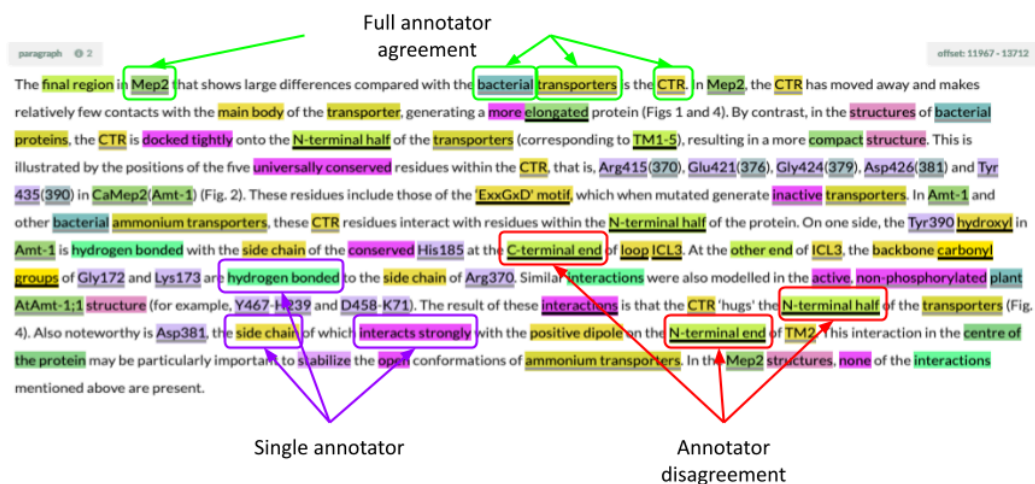 Full annotator
agreement
paragraph 2
offset: 11967 - 13712
The final region in Mep2 that shows large differences compared with the bacterial transporters is the CTR. In Mep2, the CTR has moved away and makes
relatively few contacts with the main body of the transporter, generating a more elongated protein (Figs 1 and 4). By contrast, in the structures of bacterial
proteins, the CTR is docked tightly onto the N-terminal half of the transporters (corresponding to TM1-5), resulting in a more compact structure. This is
illustrated by the positions of the five universally conserved residues within the CTR, that is, Arg415(370), Glu421(376), Gly424(379), Asp426(381) and Tyr
435(390) in CaMep2(Amt-1) (Fig. 2). These residues include those of the 'ExxGxD' motif, which when mutated generate inactive transporters. In Amt-1 and
other bacterial ammonium transporters, these CTR residues interact with residues within the N-terminal half of the protein. On one side, the Tyr390 hydroxyl in
Amt-1 is hydrogen bonded with the side chain of the conserved His185 at the C-terminal end of loop ICL3. At the other end of ICL3, the backbone carbonyl
groups of Gly172 and Lys173 are hydrogen bonded to the side chain of Arg370. Similar interactions were also modelled in the active, non-phosphorylated plant
AtAmt-1;1 structure (for example, Y467-H239 and D458-K71). The result of these interactions is that the CTR 'hugs' the N-terminal half of the transporters (Fig.
4). Also noteworthy is Asp381, the side chain of which interacts strongly with the positive dipole on the N-terminal end of TM2. This interaction in the centre of
the protein may be particularly important to stabilize the open conformations of ammonium transporters. In the Mep2 structures, none of the interactions
mentioned above are present.
Single annotator
Annotator
disagreement